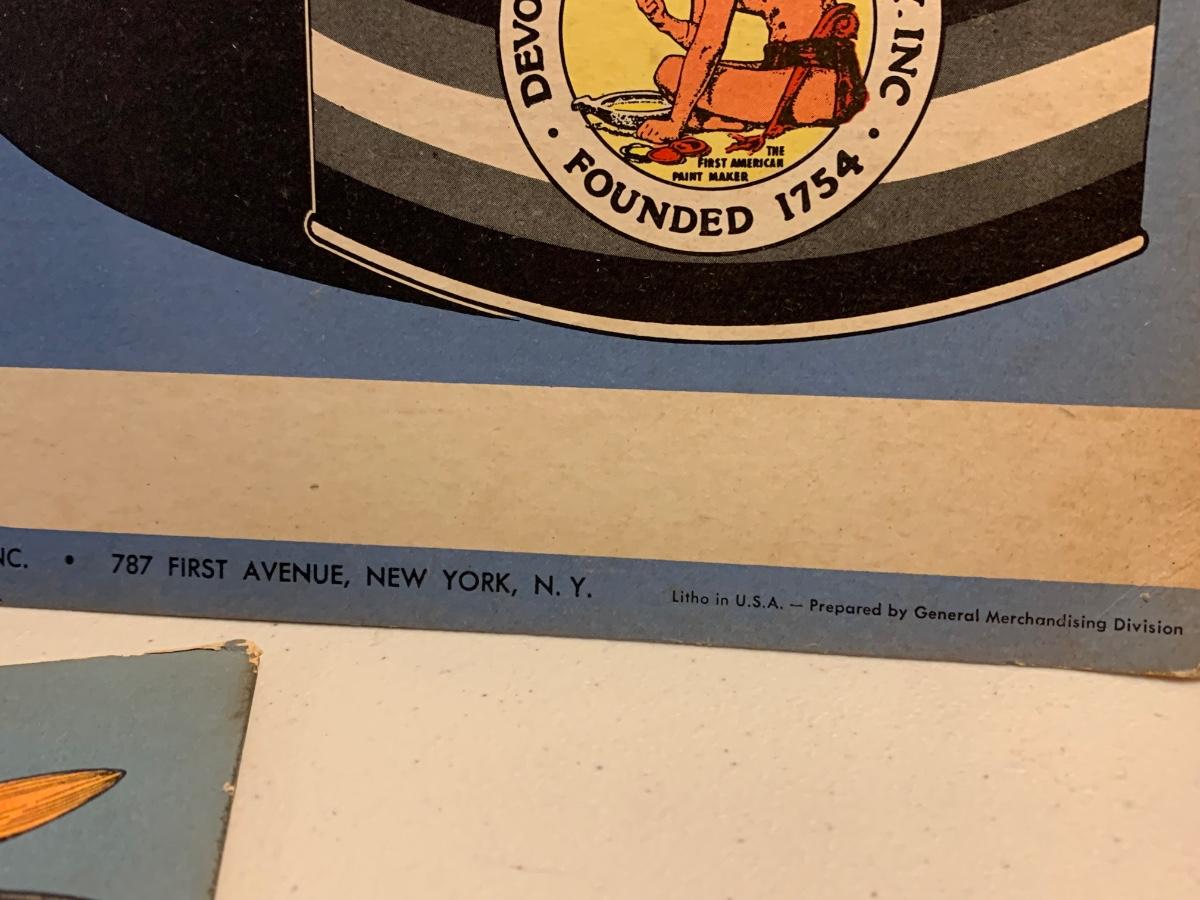 DEVO
. INC
THE
FIRST AMERICAN
PAINT MAKER
• FOUNDED 1754 •
NC. • 787 FIRST AVENUE, NEW YORK, N. Y.
Litho in U.S.A. — Prepared by General Merchandising Division